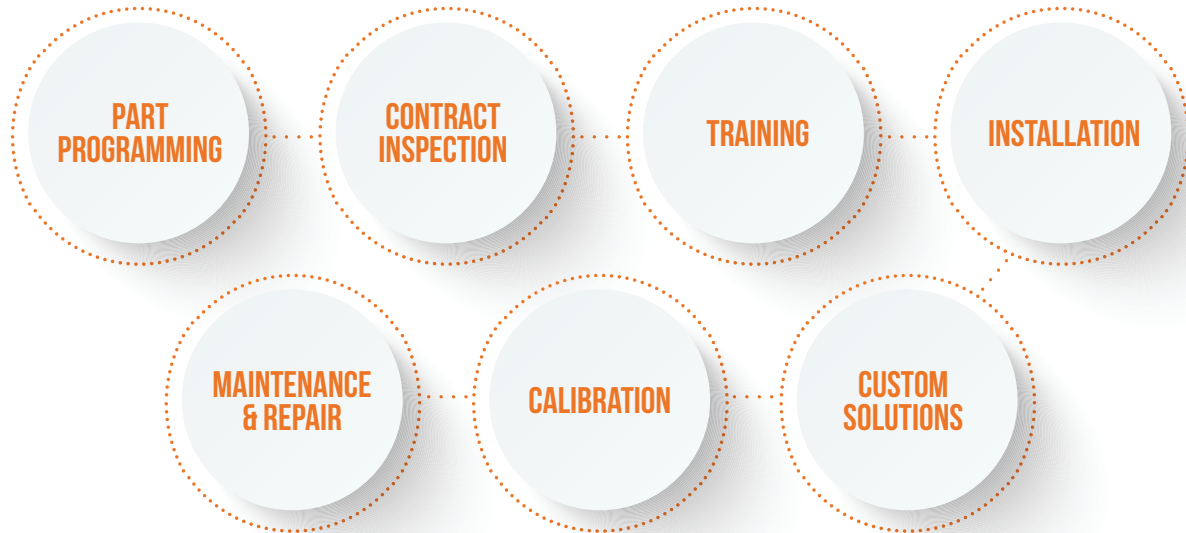 PART
PROGRAMMING
CONTRACT
INSPECTION
TRAINING
INSTALLATION
MAINTENANCE
& REPAIR
CALIBRATION
CUSTOM
SOLUTIONS